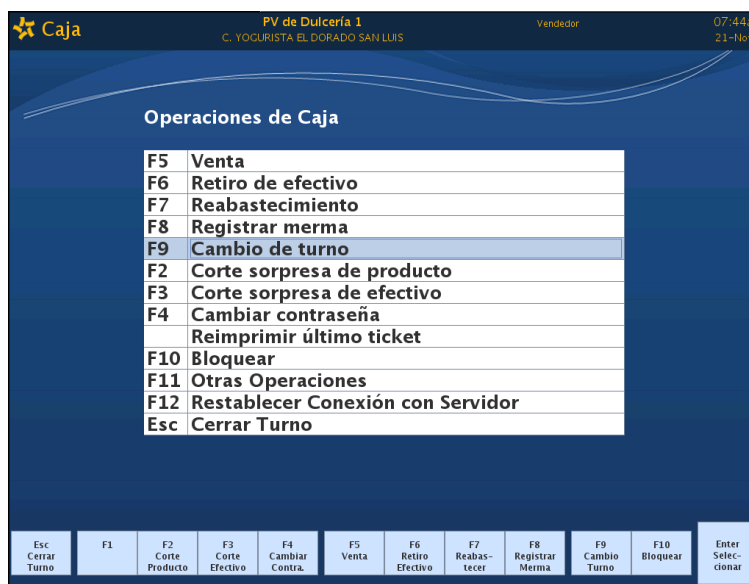 Caja
PV de Dulcería 1
C. YOGURISTA EL DORADO SAN LUIS
Vendedor
07:44
21-No
Operaciones de Caja
F5 Venta
F6 Retiro de efectivo
F7 Reabastecimiento
F8 Registrar merma
F9 Cambio de turno
F2 Corte sorpresa de producto
F3 Corte sorpresa de efectivo
F4 Cambiar contraseña
Reimprimir último ticket
F10 Bloquear
F11 Otras Operaciones
F12 Restablecer Conexión con Servidor
Esc Cerrar Turno
Esc
Cerrar
Turno
F1
F2
Corte
Producto
F3
Corte
Efectivo
F4
Cambiar
Contra.
F5
Venta
F6
Retiro
Efectivo
F7
Reabas-
tecer
F8
Registrar
Merma
F9
Cambio
Turno
F10
Bloquear
Enter
Selec-
cionar